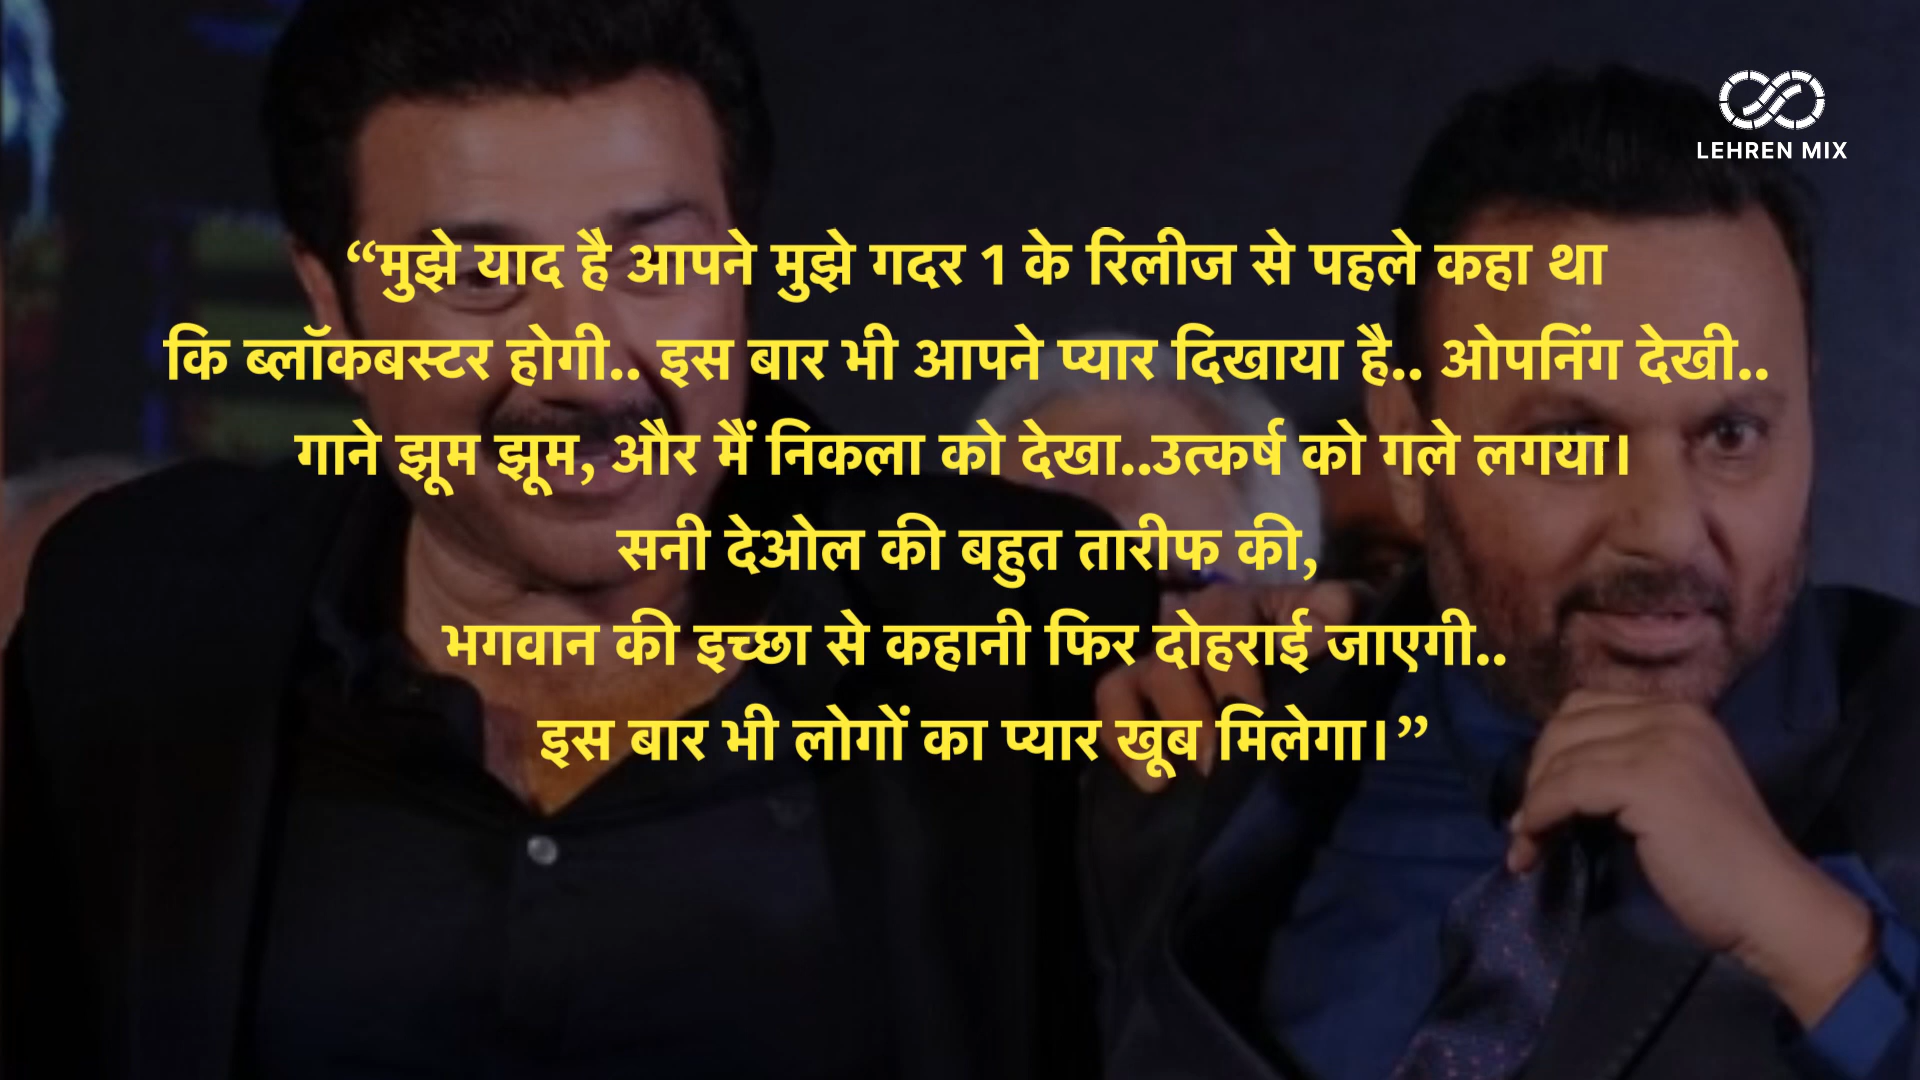 LEHREN MIX
“मुझे याद है आपने मुझे गदर 1 के रिलीज से पहले कहा था
कि ब्लॉकबस्टर होगी.. इस बार भी आपने प्यार दिखाया है.. ओपनिंग देखी..
गाने झूम झूम, और मैं निकला को देखा..उत्कर्ष को गले लगया।
सनी देओल की बहुत तारीफ की,
भगवान की इच्छा से कहानी फिर दोहराई जाएगी..
इस बार भी लोगों का प्यार खूब मिलेगा।”